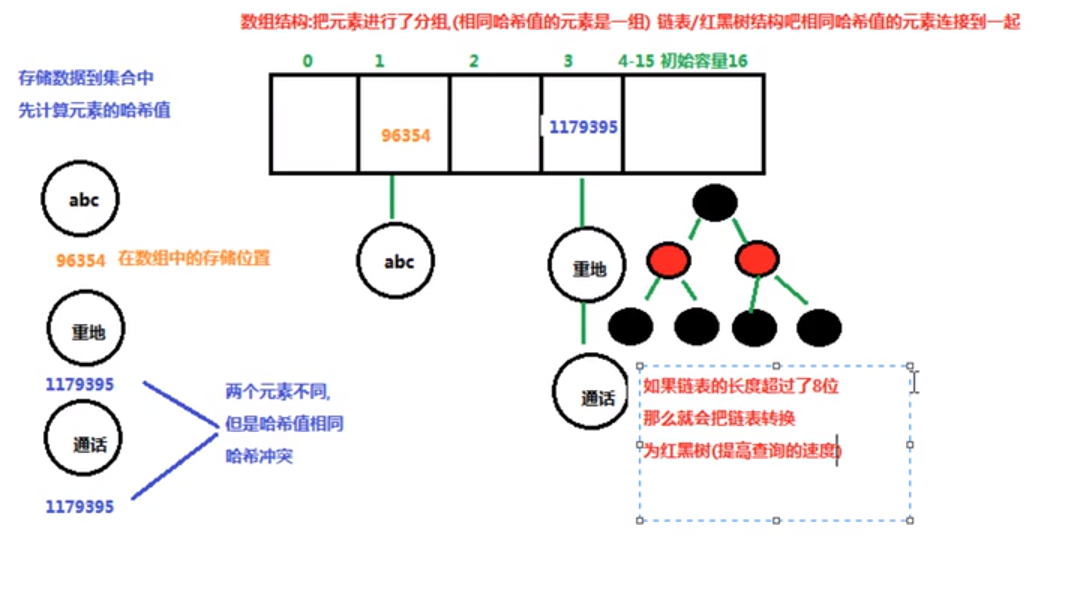 数组结构:把元素进行了分组,(相同哈希值的元素是一组) 链表/红黑树结构吧相同哈希值的元素连接到一起
0 1 2 3 4-15 初始容量16
存储数据到集合中
先计算元素的哈希值
96354
1179395
abc
96354 在数组中的存储位置
abc
重地
重地
1179395
两个元素不同,
但是哈希值相同
哈希冲突
通话
1179395
通话
如果链表的长度超过了8位
那么就会把链表转换
为红黑树(提高查询的速度)